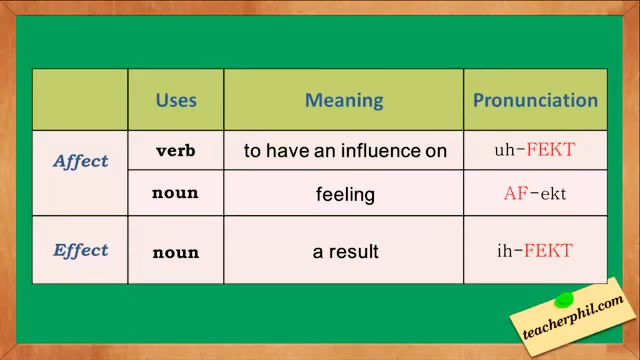 Uses Meaning Pronunciation
Affect verb to have an influence on uh-FEKT
noun feeling AF-ekt
Effect noun a result ih-FEKT
teacherphil.com